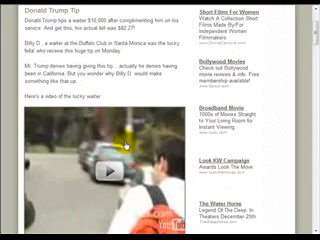 Donald Trump Tip
Donald Trump tips a waiter $10,000 after complimenting him on his
service. And get this, his actual bill was $82.27!
Billy D.. a waiter at the Buffalo Club in Santa Monica was the lucky
fella' who receive this huge tip on Monday
Mr. Trump denies having given this tip... actually he denies having
been in California. But you wonder why Billy D. would make
something like that up.
Here's a video of the lucky waiter:
Short Films For Women
Watch A Collection Short
Films Made By/For
Independent Women
Filmmakers
Bollywood Movies
Check out Bollywood
movie reviews & info. Free
membership available!
Broadband Movie
1000s of Movies Straight
to Your Living Room for
Instant Viewing.
Look KW Campaign
Awards Look The Movie
The Water Horse
Legend Of The Deep. In
Theaters December 25th